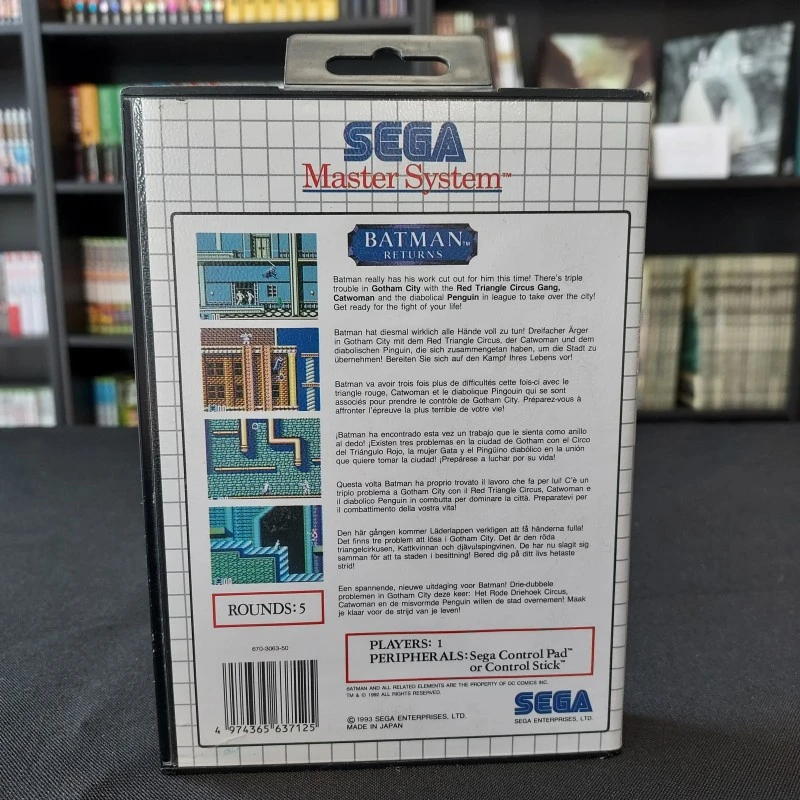 SEGA
Master System™
BATMAN™
RETURNS
Batman really has his work cut out for him this time! There's triple
trouble in Gotham City with the Red Triangle Circus Gang,
Catwoman and the diabolical Penguin in league to take over the city!
Get ready for the fight of your life!
Batman hat diesmal wirklich alle Hände voll zu tun! Dreifacher Ärger
in Gotham City mit dem Red Triangle Circus, der Catwoman und dem
diabolischen Pinguin, die sich zusammengetan haben, um die Stadt zu
übernehmen! Bereiten Sie sich auf den Kampf Ihres Lebens vor!
Batman va avoir trois fois plus de difficultés cette fois-ci avec le
triangle rouge, Catwoman et le diabolique Pingouin qui se sont
associés pour prendre le contrôle de Gotham City. Préparez-vous à
affronter l'épreuve la plus terrible de votre vie!
¡Batman ha encontrado esta vez un trabajo que le sienta como anillo
al dedo! ¡Existen tres problemas en la ciudad de Gotham con el Circo
del Triángulo Rojo, la mujer Gata y el Pingüino diabólico en la unión
que quiere tomar la ciudad! ¡Prepárese a luchar por su vida!
Questa volta Batman ha proprio trovato il lavoro che fa per lui! C'è un
triplo problema a Gotham City con il Red Triangle Circus, Catwoman e
il diabolico Penguin in combutta per dominare la città. Preparatevi per
il combattimento della vostra vita!
Den här gången kommer Läderlappen verkligen att få händerna fulla!
Det finns tre problem att lösa i Gotham City. Det är den röda
triangelcirkusen, Kattkvinnan och djävulspingvinen. De har nu slagit sig
samman för att ta staden i besittning! Bered dig på ditt livs hetaste
strid!
Een spannende, nieuwe uitdaging voor Batman! Drie-dubbele
problemen in Gotham City deze keer: Het Rode Driehoek Circus,
Catwoman en de misvormde Penguin willen de stad overnemen! Maak
je klaar voor de strijd van je leven!
ROUNDS: 5
670-3063-50
PLAYERS: 1
PERIPHERALS: Sega Control Pad™
or Control Stick™
BATMAN AND ALL RELATED ELEMENTS ARE THE PROPERTY OF DC COMICS INC.
TM & © 1992 ALL RIGHTS RESERVED.
4 974365 637125
© 1993 SEGA ENTERPRISES, LTD.
MADE IN JAPAN
SEGA
SEGA ENTERPRISES, LTD.